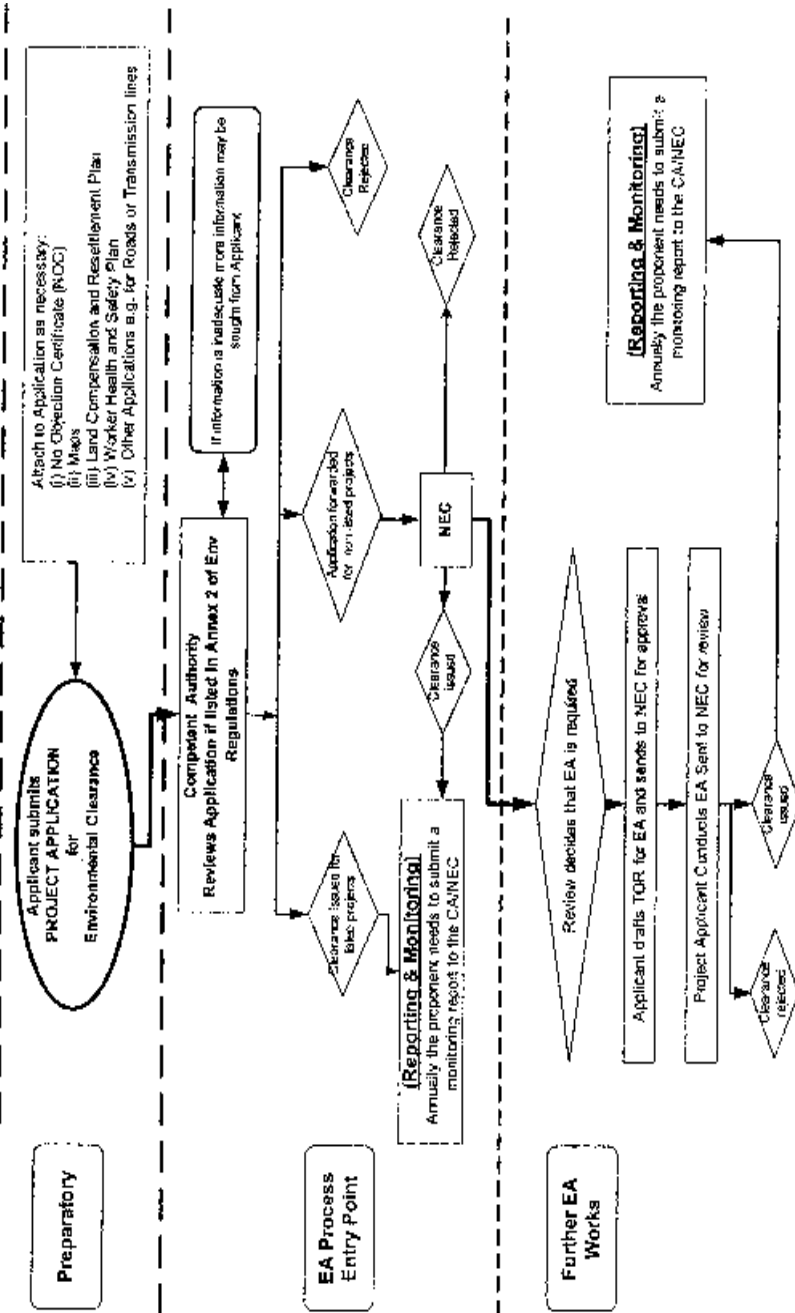 Preparatory
Applicant submits
PROJECT APPLICATION
for
Environmental Clearance
Attach to Application as necessary:
(i) No Objection Certificate (NOC)
(ii) Maps
(iii) Land Compensation and Resettlement Plan
(iv) Worker Health and Safety Plan
(v) Other Applications e.g. for Roads or Transmission lines
EA Process
Entry Point
Competent Authority
Reviews Application if listed in Annex 2 of Env
Regulations
If information is inadequate more information may be
sought from Applicant
Clearance issued for
listed projects
Application forwarded
for non-listed projects
Clearance
Rejected
(Reporting & Monitoring)
Annually the proponent needs to submit a
monitoring report to the CA/NEC
Clearance
issued
NEC
Clearance
Rejected
Further EA
Works
Review decides that EA is required
Applicant drafts TOR for EA and sends to NEC for approval
Project Applicant Conducts EA Sent to NEC for review
Clearance
rejected
Clearance
issued
(Reporting & Monitoring)
Annually the proponent needs to submit a
monitoring report to the CA/NEC